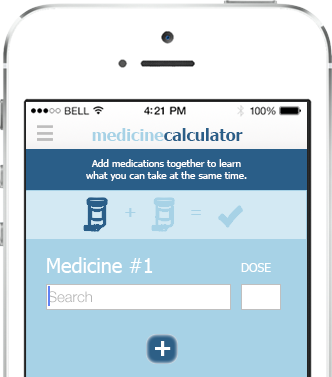 BELL 4:21 PM 100%
medicinecalculator
Add medications together to learn
what you can take at the same time.
+ =
Medicine #1 DOSE
Search
+